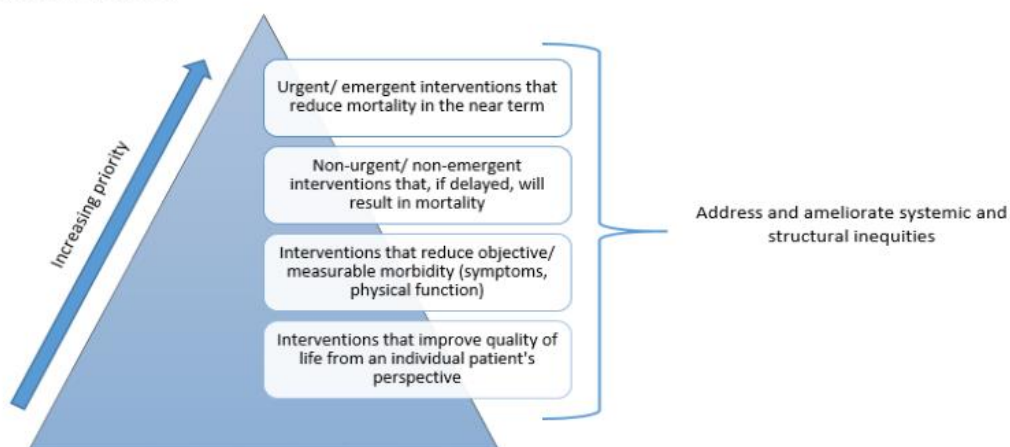 Increasing priority
Urgent/ emergent interventions that
reduce mortality in the near term
Non-urgent/ non-emergent
interventions that, if delayed, will
result in mortality
Interventions that reduce objective/
measurable morbidity (symptoms,
physical function)
Interventions that improve quality of
life from an individual patient's
perspective
Address and ameliorate systemic and
structural inequities